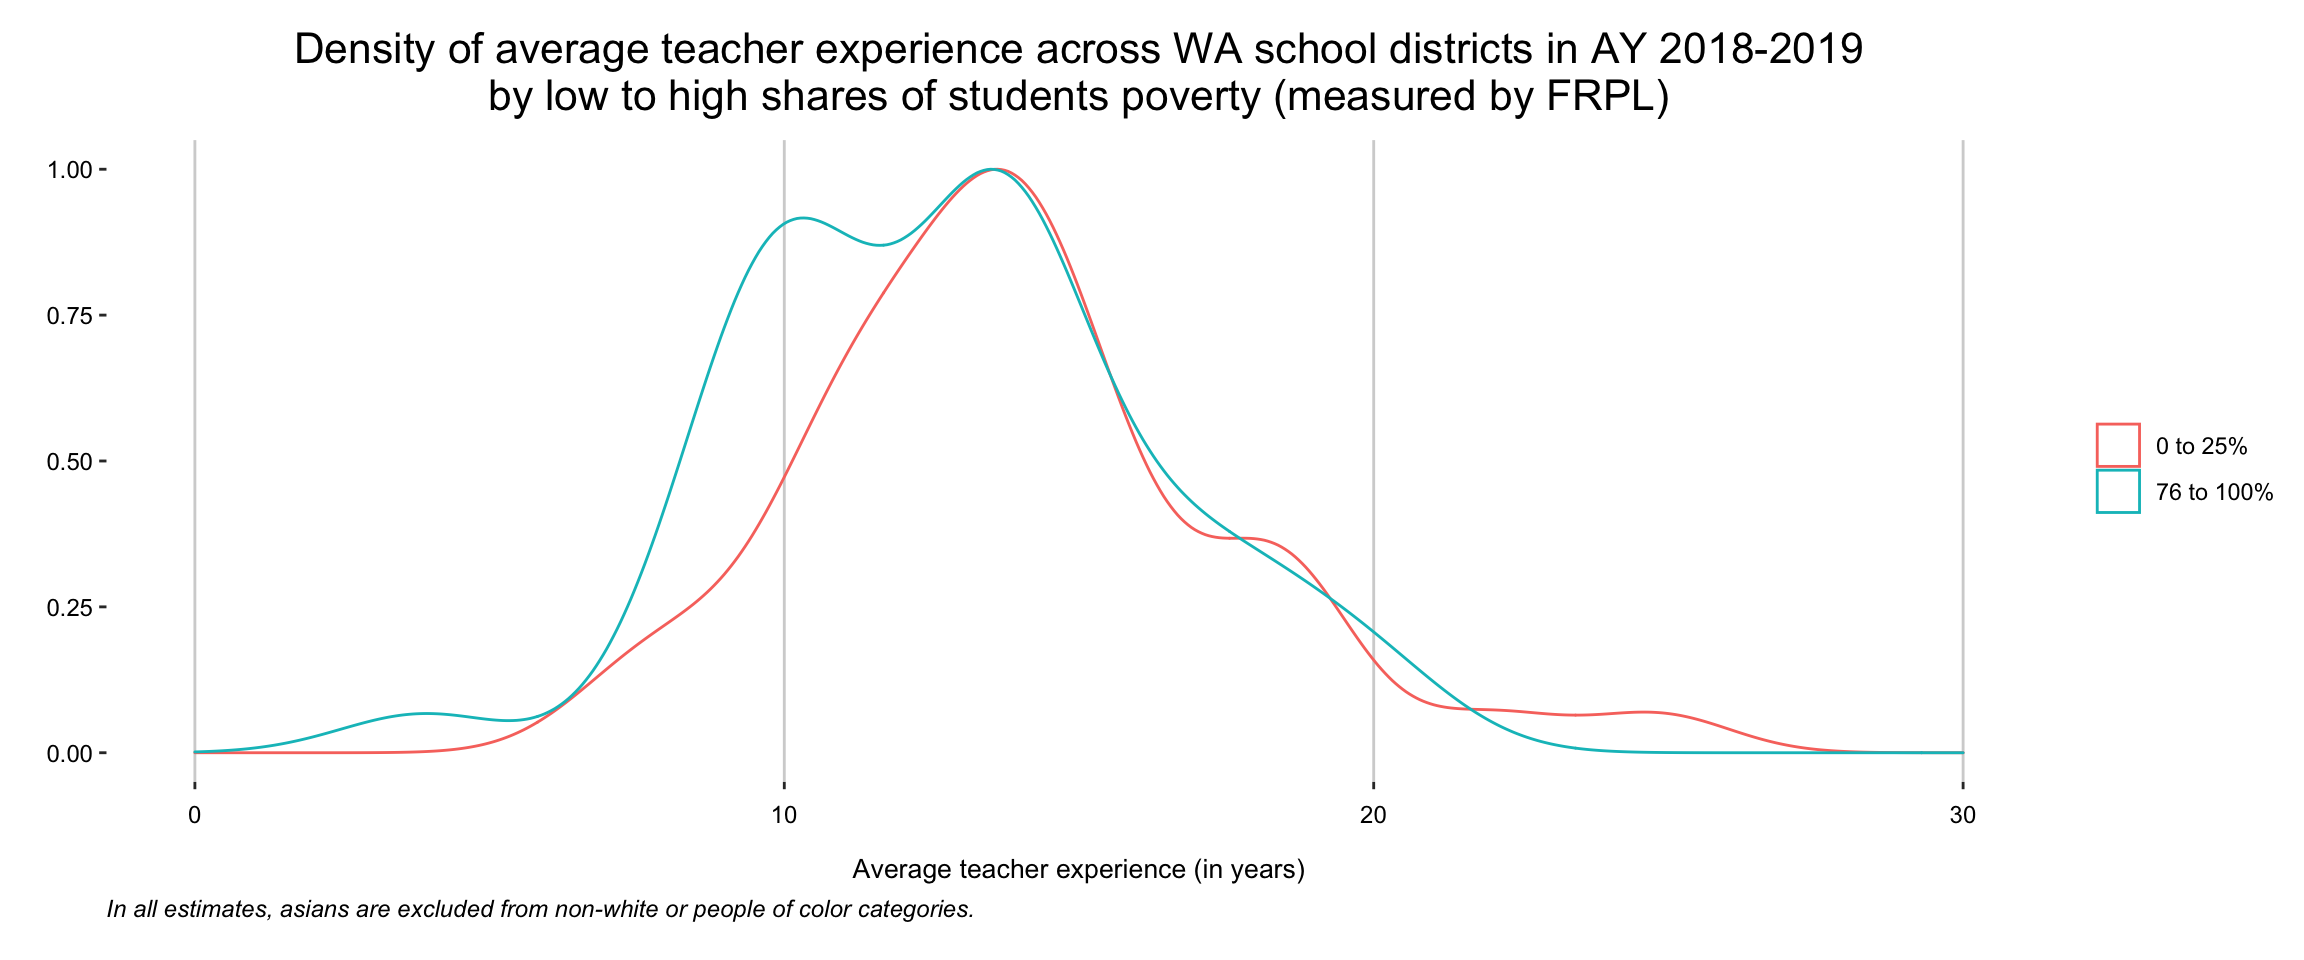 Density of average teacher experience across WA school districts in AY 2018-2019
by low to high shares of students poverty (measured by FRPL)
1.00
0.75
0.50
0.25
0.00
0 to 25%
76 to 100%
0 10 20 30
Average teacher experience (in years)
In all estimates, asians are excluded from non-white or people of color categories.